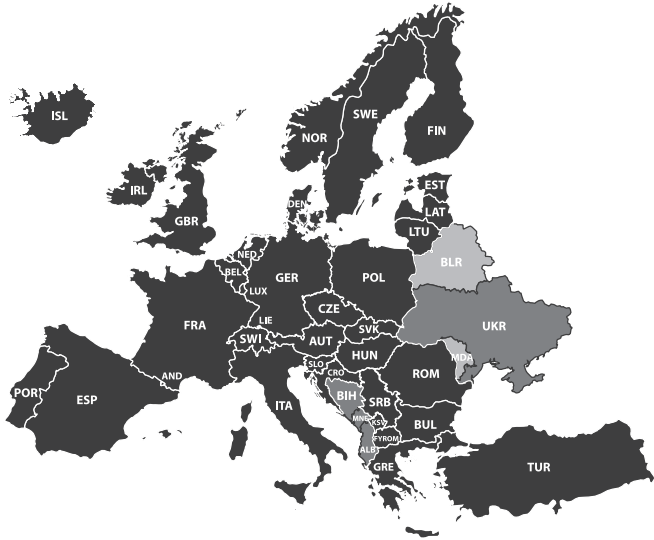 ISL
SWE
FIN
NOR
IRL
GBR
EST
DEN
LAT
LTU
NED
BLR
BEL
GER
POL
LUX
CZE
LIE
FRA
UKR
SVK
SWI
AUT
HUN
MDA
SLO
ROM
CRO
AND
POR
ESP
BIH
SRB
ITA
MNE
KSV
BUL
FYROM
ALB
GRE
TUR